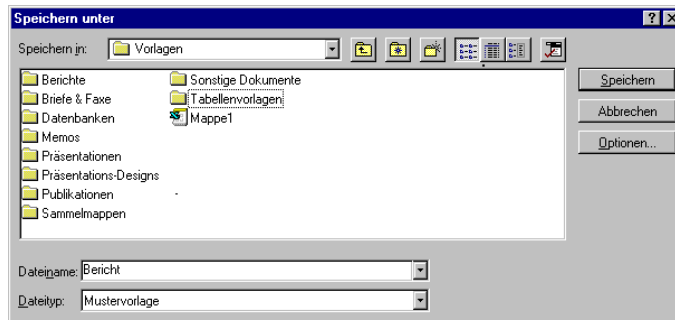 Speichern unter
Speichern in: Vorlagen
Berichte
Briefe & Faxe
Datenbanken
Memos
Präsentationen
Präsentations-Designs
Publikationen
Sammelmappen
Sonstige Dokumente
Tabellenvorlagen
Mappe1
Speichern
Abbrechen
Optionen...
Dateiname: Bericht
Dateityp: Mustervorlage